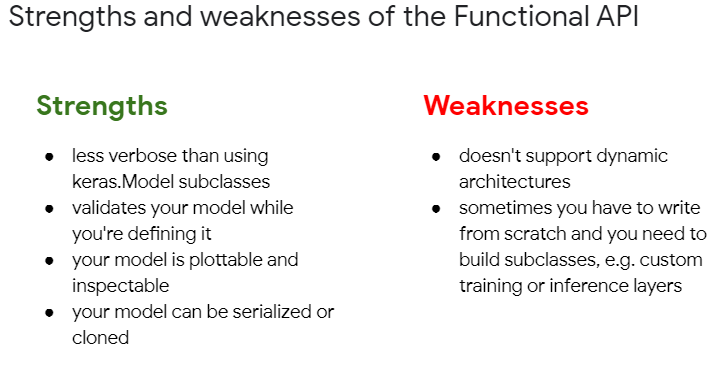 Strengths and weaknesses of the Functional API
Strengths
● less verbose than using
keras.Model subclasses
● validates your model while
you're defining it
● your model is plottable and
inspectable
● your model can be serialized or
cloned
Weaknesses
● doesn't support dynamic
architectures
● sometimes you have to write
from scratch and you need to
build subclasses, e.g. custom
training or inference layers